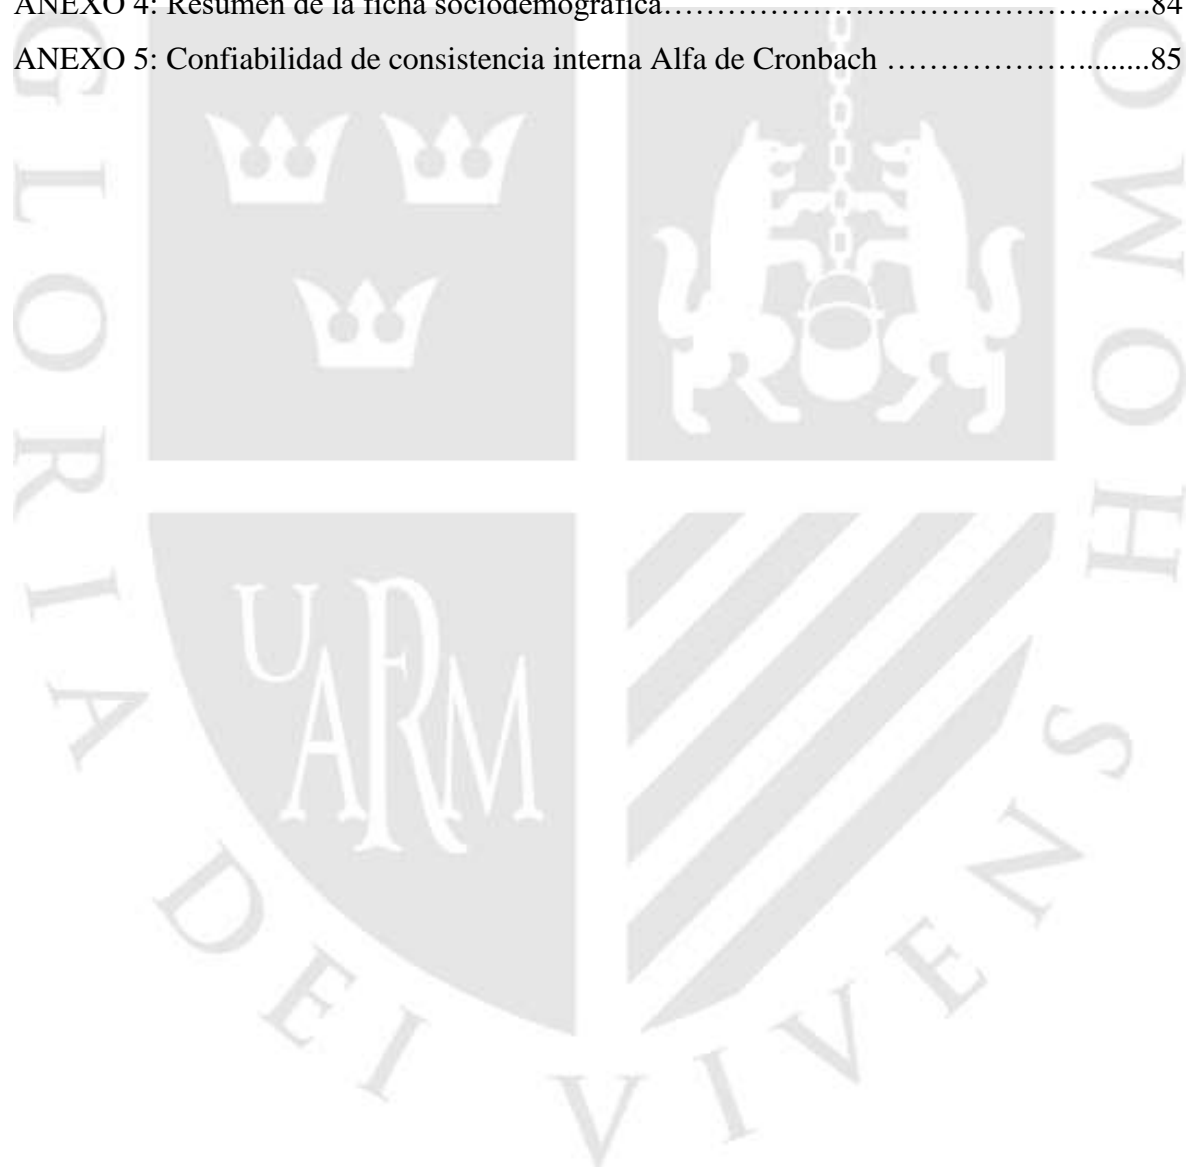 ANEXO 4: Resumen de la ficha sociodemográfica……………………………………….84
ANEXO 5: Confiabilidad de consistencia interna Alfa de Cronbach ……………….........85
GLORIA DEI VIVENS HOMO
UARM